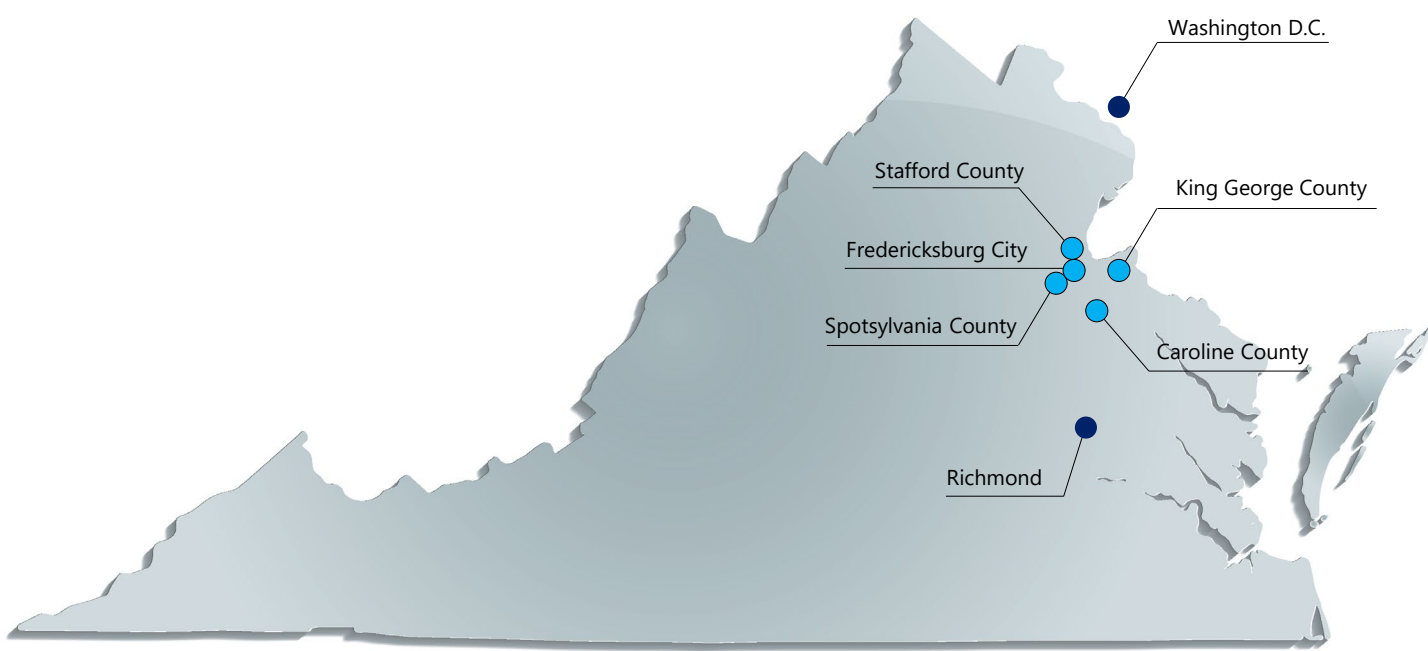 Washington D.C.
Stafford County
King George County
Fredericksburg City
Spotsylvania County
Caroline County
Richmond